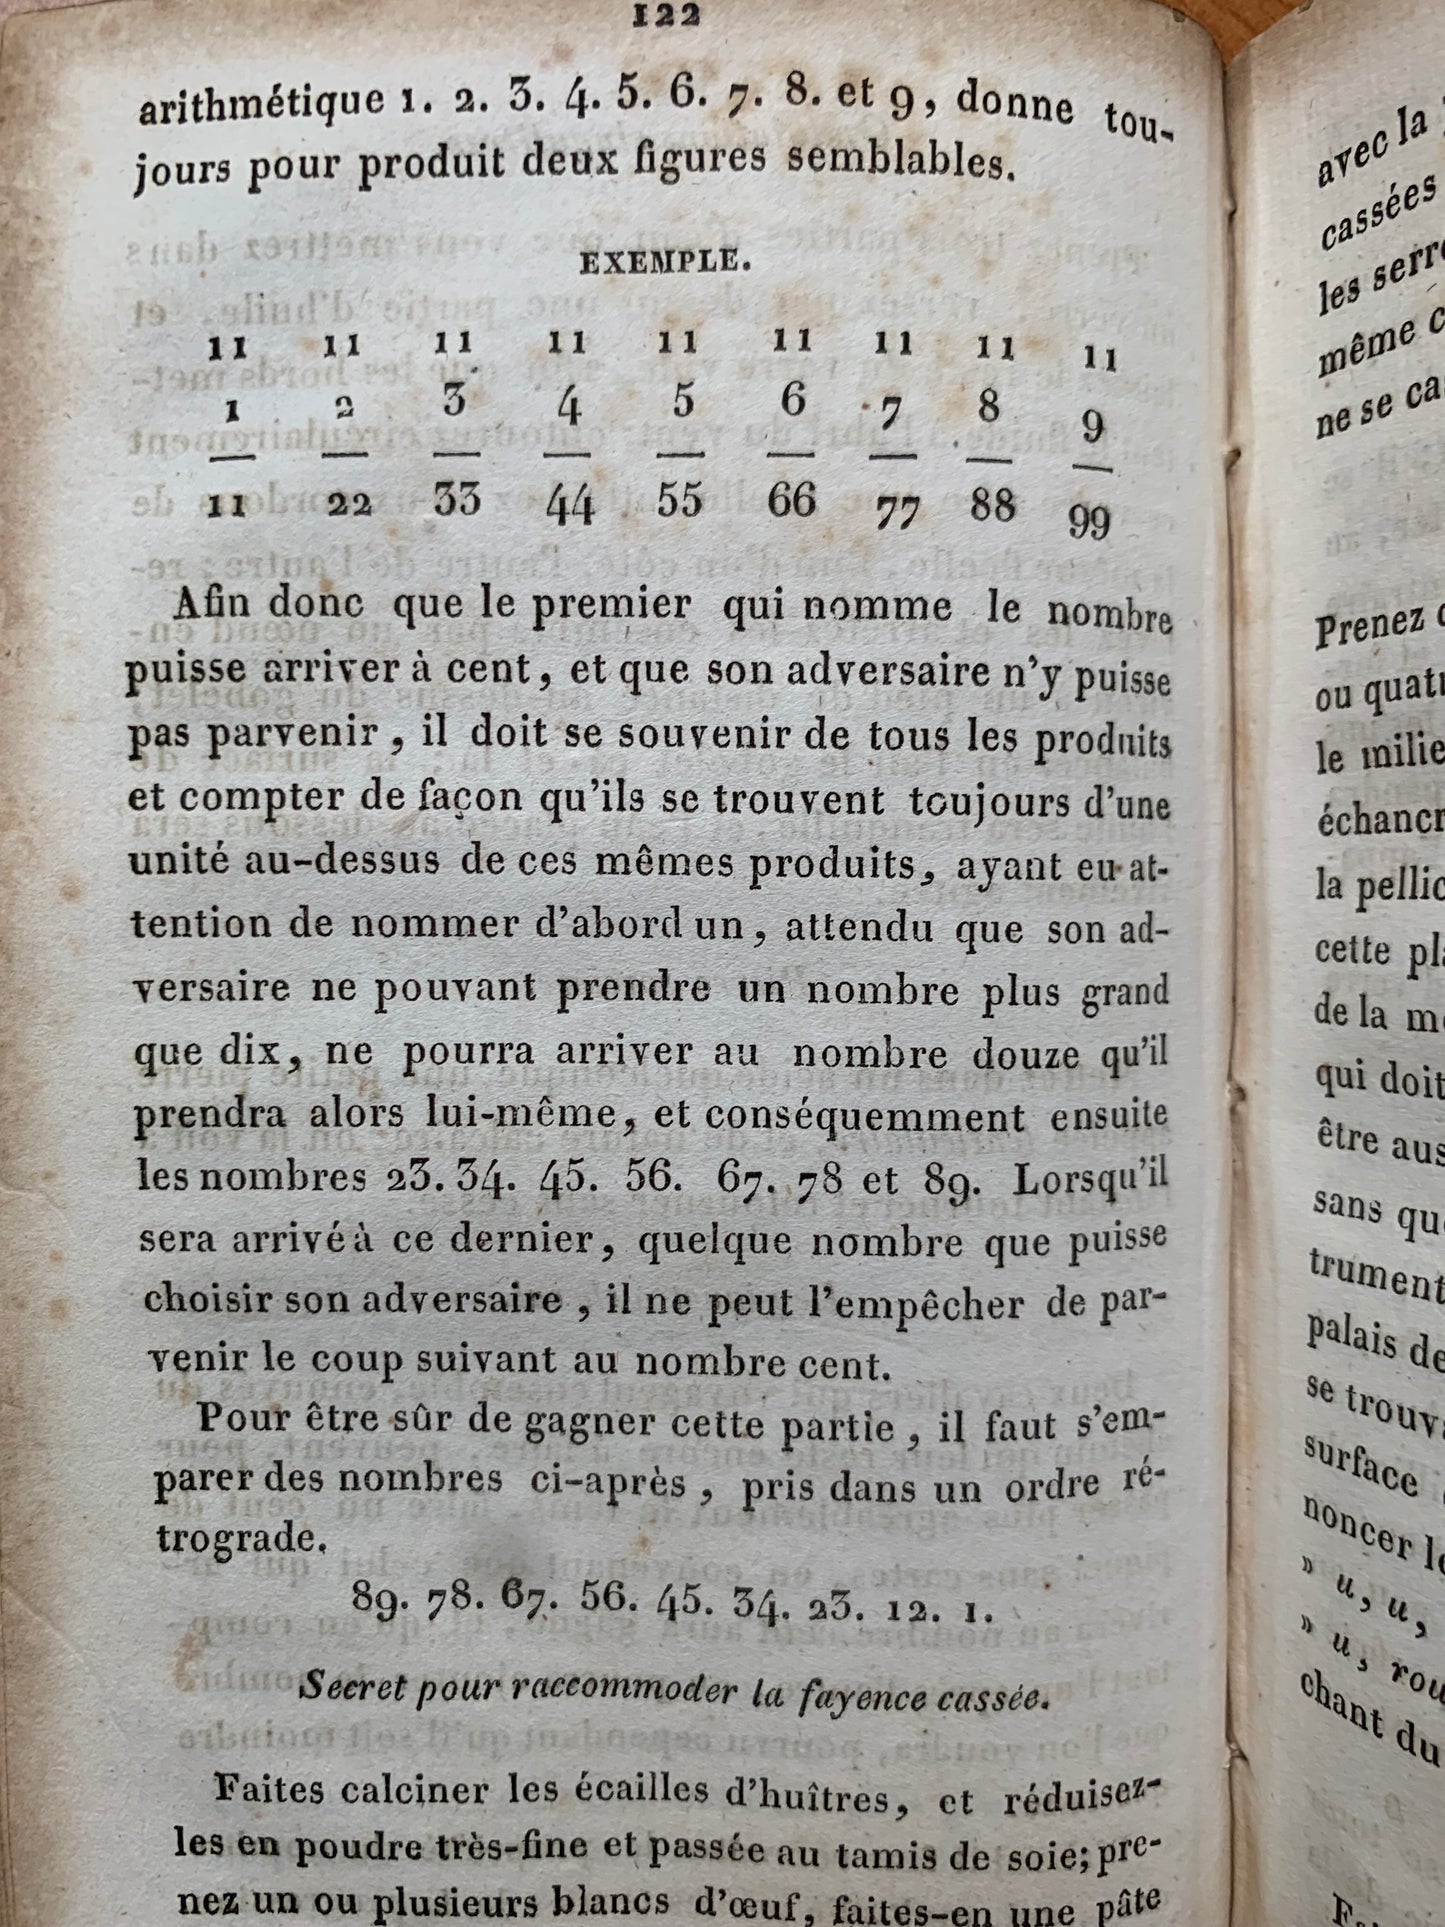 122
arithmétique 1. 2. 3. 4. 5. 6. 7. 8. et 9, donne tou-
jours pour produit deux figures semblables.
EXEMPLE.
11 11 11 11 11 11 11 11 11
1 2 3 4 5 6 7 8 9
11 22 33 44 55 66 77 88 99
Afin donc que le premier qui nomme le nombre
puisse arriver à cent, et que son adversaire n'y puisse
pas parvenir, il doit se souvenir de tous les produits
et compter de façon qu'ils se trouvent toujours d'une
unité au-dessus de ces mêmes produits, ayant eu at-
tention de nommer d'abord un, attendu que son ad-
versaire ne pouvant prendre un nombre plus grand
que dix, ne pourra arriver au nombre douze qu'il
prendra alors lui-même, et conséquemment ensuite
les nombres 23. 34. 45. 56. 67. 78 et 89. Lorsqu'il
sera arrivé à ce dernier, quelque nombre que puisse
choisir son adversaire, il ne peut l'empêcher de par-
venir le coup suivant au nombre cent.
Pour être sûr de gagner cette partie, il faut s'em-
parer des nombres ci-après, pris dans un ordre ré-
trograde.
89. 78. 67. 56. 45. 34. 23. 12. 1.
Secret pour raccommoder la fayence cassée.
Faites calciner les écailles d'huîtres, et réduisez-
les en poudre très-fine et passée au tamis de soie; pre-
nez un ou plusieurs blancs d'œuf, faites-en une pâte
avec la
cassées
les
même
ne se
Prenez
ou
le
la
cette
de la
qui doit
être
sans
palais
surface
noncer
» u, u,
» u,
chant du